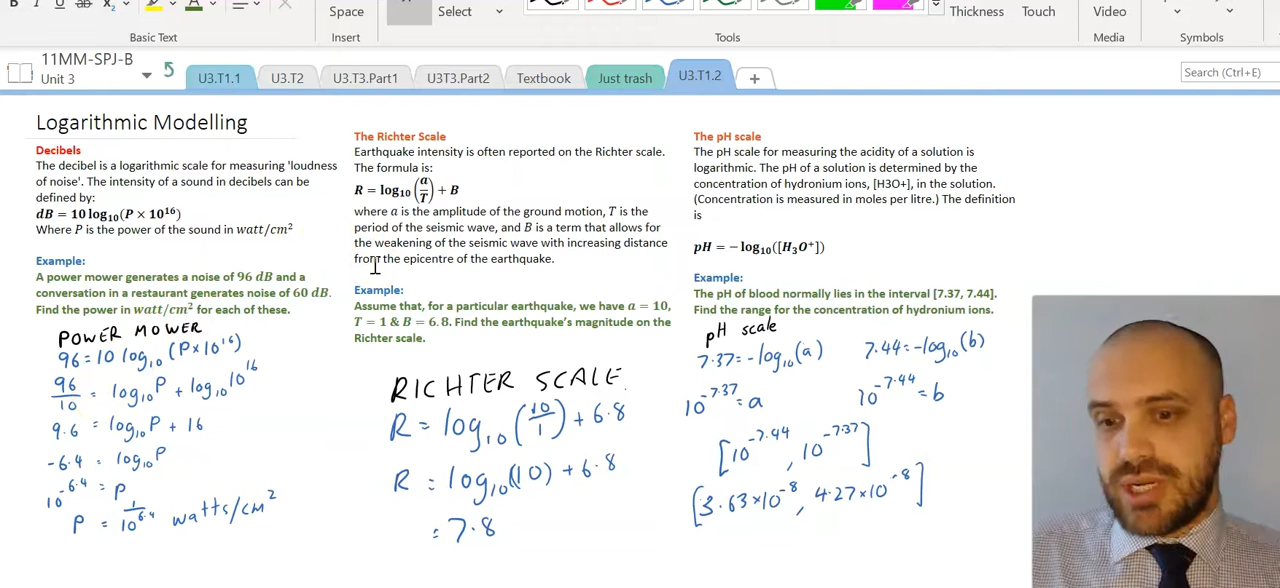 Space
Select
Thickness
Touch
Video
Basic Text
Insert
Tools
Media
Symbols
11MM-SPJ-B
Unit 3
U3.T1.1
U3.T2
U3.T3.Part1
U3T3.Part2
Textbook
Just trash
U3.T1.2
Search (Ctrl+E)
Logarithmic Modelling
Decibels
The decibel is a logarithmic scale for measuring 'loudness
of noise'. The intensity of a sound in decibels can be
defined by:
dB = 10 log₁₀(P × 10¹⁶)
Where P is the power of the sound in watt/cm²
Example:
A power mower generates a noise of 96 dB and a
conversation in a restaurant generates noise of 60 dB.
Find the power in watt/cm² for each of these.
POWER MOWER
96 = 10 log₁₀ (P×10¹⁶)
96/10 = log₁₀P + log₁₀10¹⁶
9.6 = log₁₀P + 16
-6.4 = log₁₀P
10^-6.4 = P
P = 1/10^6.4 watts/cm²
The Richter Scale
Earthquake intensity is often reported on the Richter scale.
The formula is:
R = log₁₀(a/T) + B
where a is the amplitude of the ground motion, T is the
period of the seismic wave, and B is a term that allows for
the weakening of the seismic wave with increasing distance
from the epicentre of the earthquake.
Example:
Assume that, for a particular earthquake, we have a = 10,
T = 1 & B = 6.8. Find the earthquake's magnitude on the
Richter scale.
RICHTER SCALE.
R = log₁₀(10/1) + 6.8
R = log₁₀(10) + 6.8
= 7.8
The pH scale
The pH scale for measuring the acidity of a solution is
logarithmic. The pH of a solution is determined by the
concentration of hydronium ions, [H3O+], in the solution.
(Concentration is measured in moles per litre.) The definition
is
pH = − log₁₀([H₃O⁺])
Example:
The pH of blood normally lies in the interval [7.37, 7.44].
Find the range for the concentration of hydronium ions.
pH scale
7.37 = -log₁₀(a) 7.44 = -log₁₀(b)
10^-7.37 = a 10^-7.44 = b
[10^-7.44, 10^-7.37]
[3.63×10^-8, 4.27×10^-8]